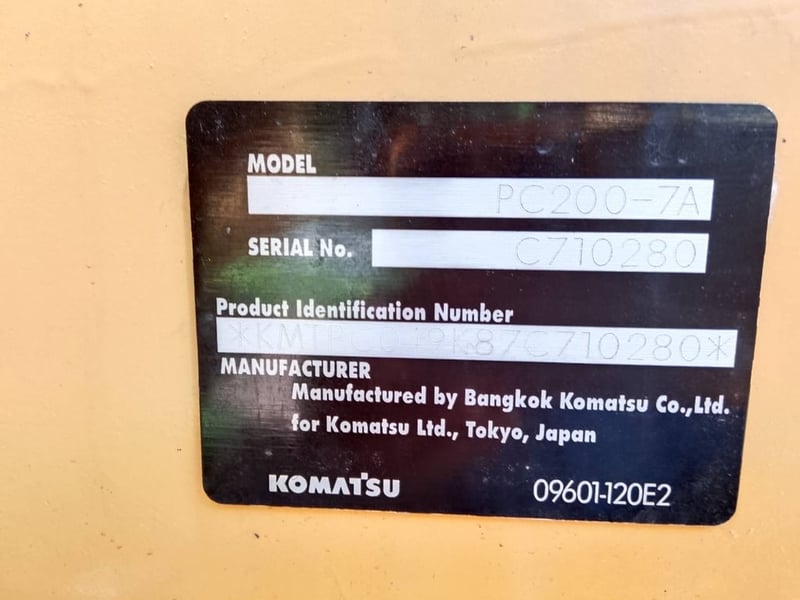 MODEL
PC200-7A
SERIAL No.
C710280
Product Identification Number
MANUFACTURER
Manufactured by Bangkok Komatsu Co.,Ltd.
for Komatsu Ltd., Tokyo, Japan
KOMATSU
09601-120E2